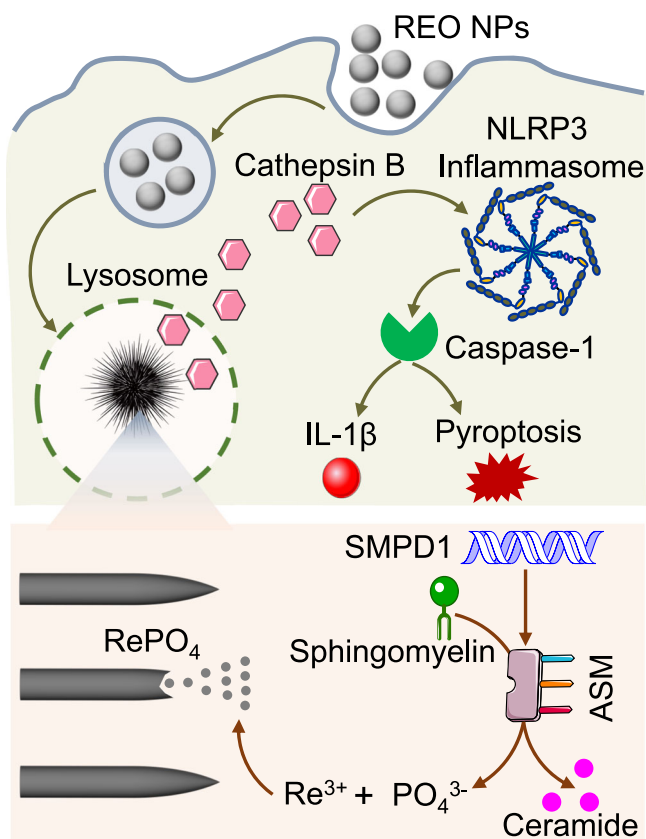 REO NPs
NLRP3
Inflammasome
Cathepsin B
Lysosome
Caspase-1
IL-1β
Pyroptosis
SMPD1
RePO₄
Sphingomyelin
ASM
Re³⁺ + PO₄³⁻
Ceramide